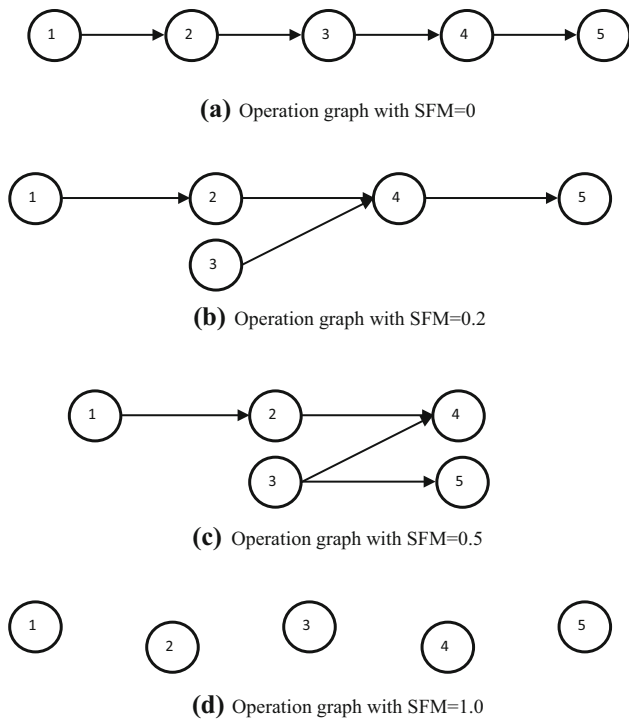 1 2 3 4 5
(a) Operation graph with SFM=0
1 2 4 5
3
(b) Operation graph with SFM=0.2
1 2 4
3 5
(c) Operation graph with SFM=0.5
1 2 3 4 5
(d) Operation graph with SFM=1.0